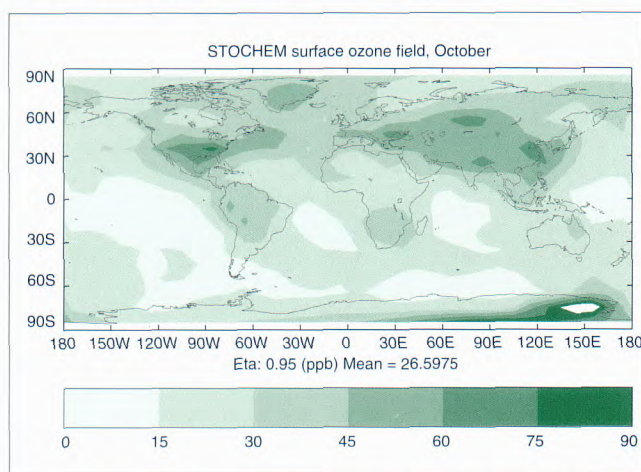 STOCHEM surface ozone field, October
90N
60N
30N
0
30S
60S
90S
180 150W 120W 90W 60W 30W 0 30E 60E 90E 120E 150E 180
Eta: 0.95 (ppb) Mean = 26.5975
0 15 30 45 60 75 90